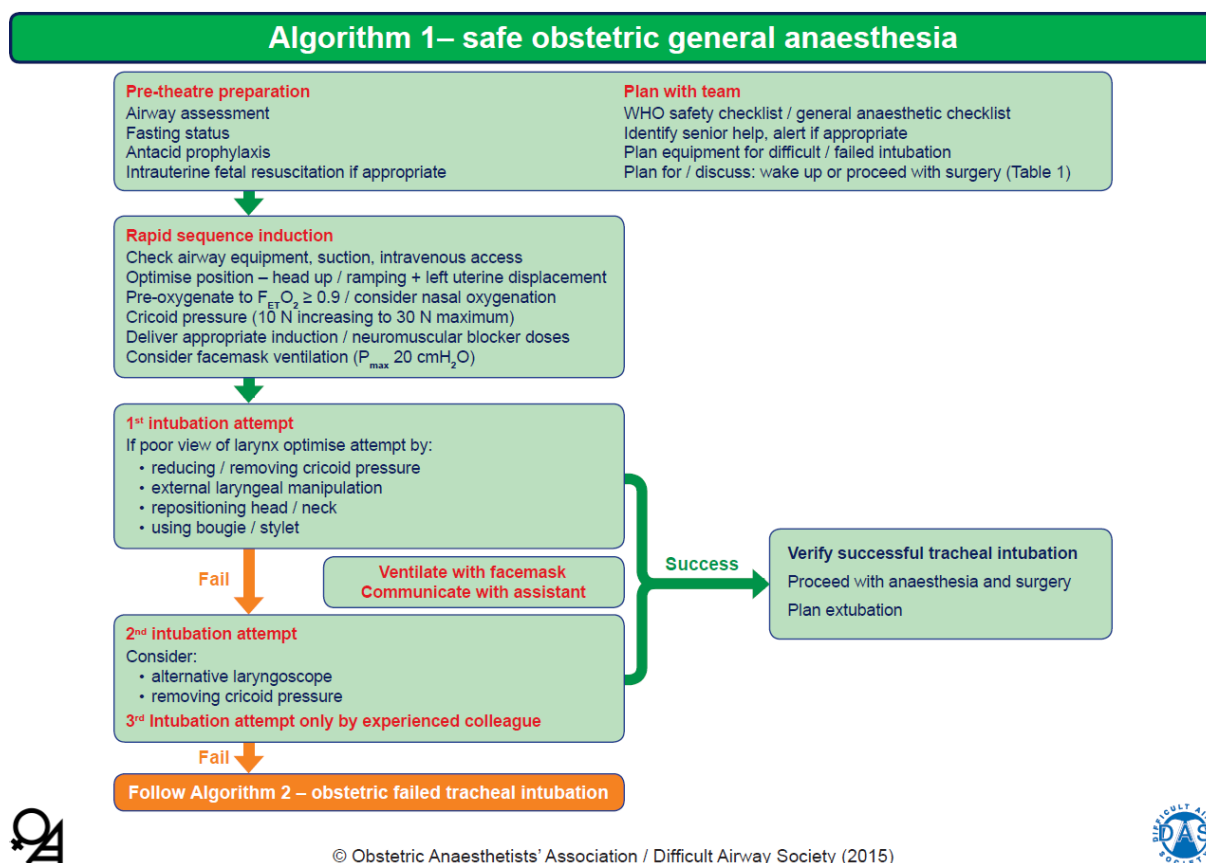 Algorithm 1– safe obstetric general anaesthesia
Pre-theatre preparation
Airway assessment
Fasting status
Antacid prophylaxis
Intrauterine fetal resuscitation if appropriate
Plan with team
WHO safety checklist / general anaesthetic checklist
Identify senior help, alert if appropriate
Plan equipment for difficult / failed intubation
Plan for / discuss: wake up or proceed with surgery (Table 1)
Rapid sequence induction
Check airway equipment, suction, intravenous access
Optimise position – head up / ramping + left uterine displacement
Pre-oxygenate to FETO2 ≥ 0.9 / consider nasal oxygenation
Cricoid pressure (10 N increasing to 30 N maximum)
Deliver appropriate induction / neuromuscular blocker doses
Consider facemask ventilation (Pmax 20 cmH2O)
1st intubation attempt
If poor view of larynx optimise attempt by:
• reducing / removing cricoid pressure
• external laryngeal manipulation
• repositioning head / neck
• using bougie / stylet
Fail
Ventilate with facemask
Communicate with assistant
Success
Verify successful tracheal intubation
Proceed with anaesthesia and surgery
Plan extubation
2nd intubation attempt
Consider:
• alternative laryngoscope
• removing cricoid pressure
3rd Intubation attempt only by experienced colleague
Fail
Follow Algorithm 2 – obstetric failed tracheal intubation
© Obstetric Anaesthetists' Association / Difficult Airway Society (2015)
DAS